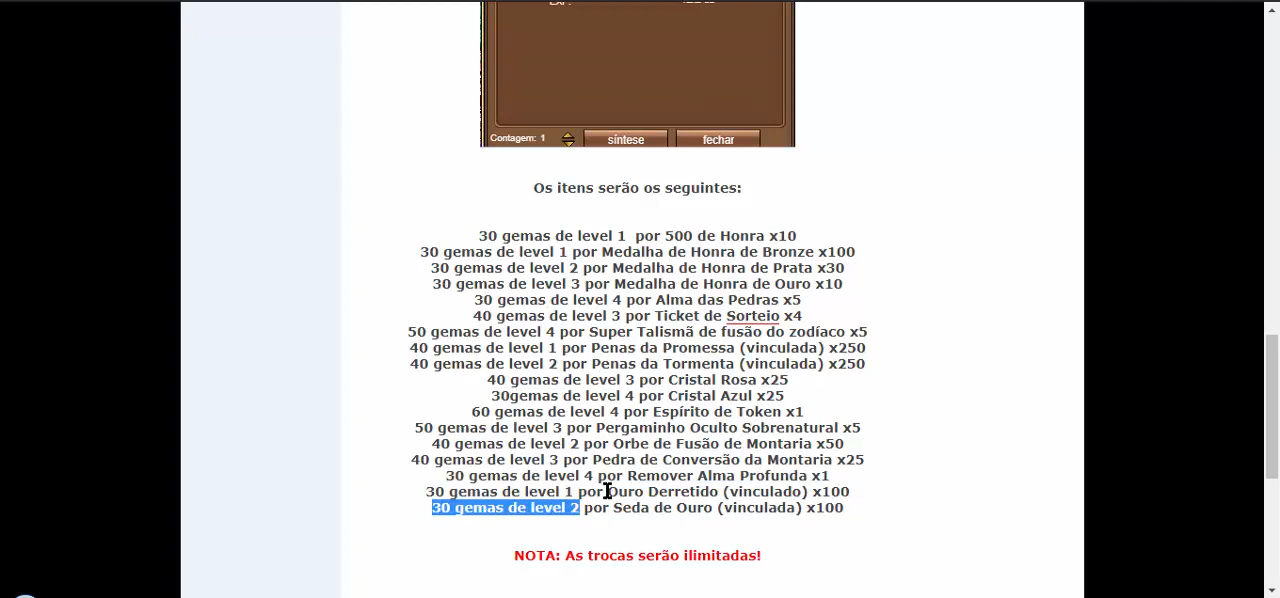 Contagem: 1
síntese
fechar
Os itens serão os seguintes:
30 gemas de level 1  por 500 de Honra x10
30 gemas de level 1 por Medalha de Honra de Bronze x100
30 gemas de level 2 por Medalha de Honra de Prata x30
30 gemas de level 3 por Medalha de Honra de Ouro x10
30 gemas de level 4 por Alma das Pedras x5
40 gemas de level 3 por Ticket de Sorteio x4
50 gemas de level 4 por Super Talismã de fusão do zodíaco x5
40 gemas de level 1 por Penas da Promessa (vinculada) x250
40 gemas de level 2 por Penas da Tormenta (vinculada) x250
40 gemas de level 3 por Cristal Rosa x25
30gemas de level 4 por Cristal Azul x25
60 gemas de level 4 por Espírito de Token x1
50 gemas de level 3 por Pergaminho Oculto Sobrenatural x5
40 gemas de level 2 por Orbe de Fusão de Montaria x50
40 gemas de level 3 por Pedra de Conversão da Montaria x25
30 gemas de level 4 por Remover Alma Profunda x1
30 gemas de level 1 por Ouro Derretido (vinculado) x100
30 gemas de level 2 por Seda de Ouro (vinculada) x100
NOTA: As trocas serão ilimitadas!